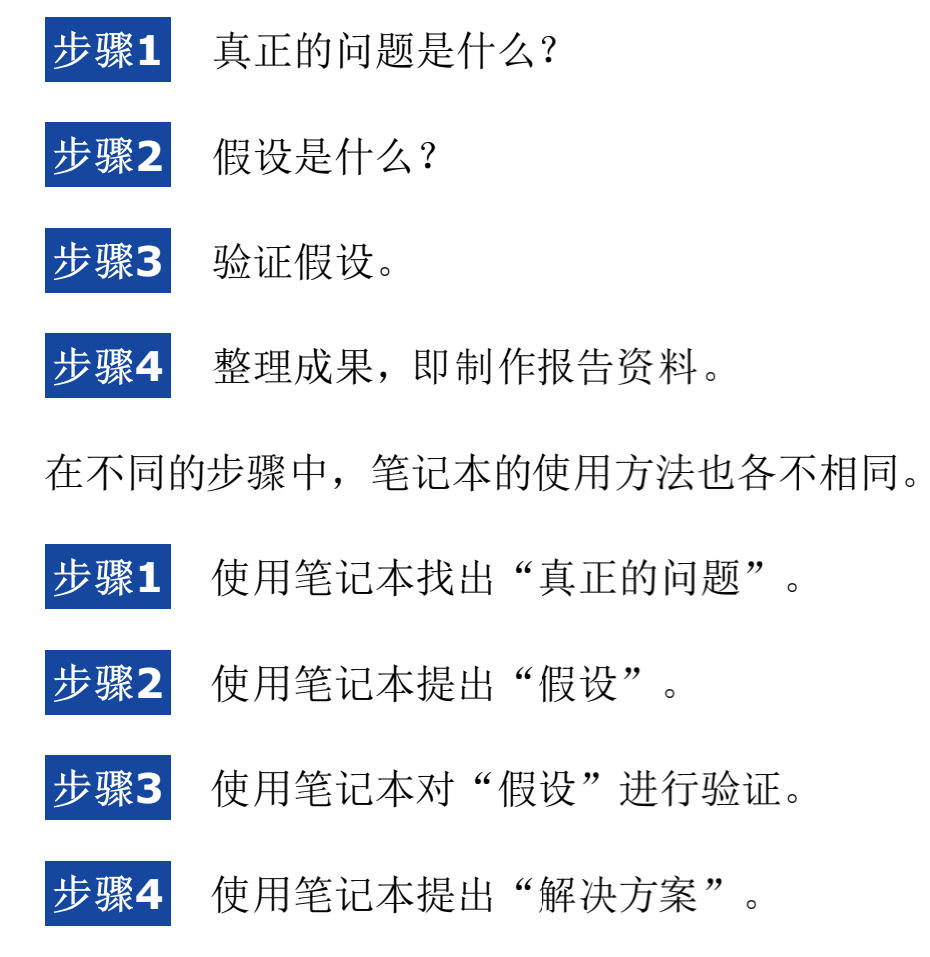 步骤1 真正的问题是什么？
步骤2 假设是什么？
步骤3 验证假设。
步骤4 整理成果，即制作报告资料。
在不同的步骤中，笔记本的使用方法也各不相同。
步骤1 使用笔记本找出“真正的问题”。
步骤2 使用笔记本提出“假设”。
步骤3 使用笔记本对“假设”进行验证。
步骤4 使用笔记本提出“解决方案”。